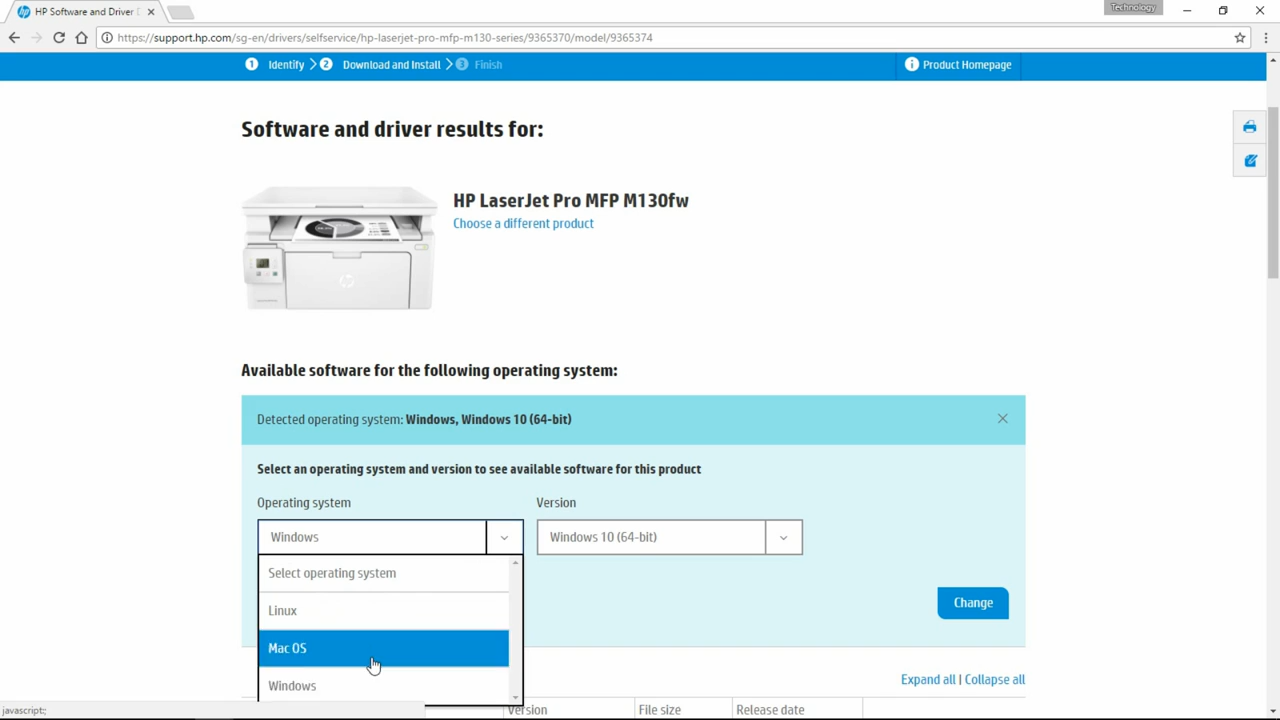 HP Software and Driver D
Technology
https://support.hp.com/sg-en/drivers/selfservice/hp-laserjet-pro-mfp-m130-series/9365370/model/9365374
1 Identify > 2 Download and Install > 3 Finish
Product Homepage
Software and driver results for:
HP LaserJet Pro MFP M130fw
Choose a different product
Available software for the following operating system:
Detected operating system: Windows, Windows 10 (64-bit)
Select an operating system and version to see available software for this product
Operating system
Version
Windows
Windows 10 (64-bit)
Select operating system
Linux
Change
Mac OS
Windows
Expand all | Collapse all
javascript:;
Version
File size
Release date